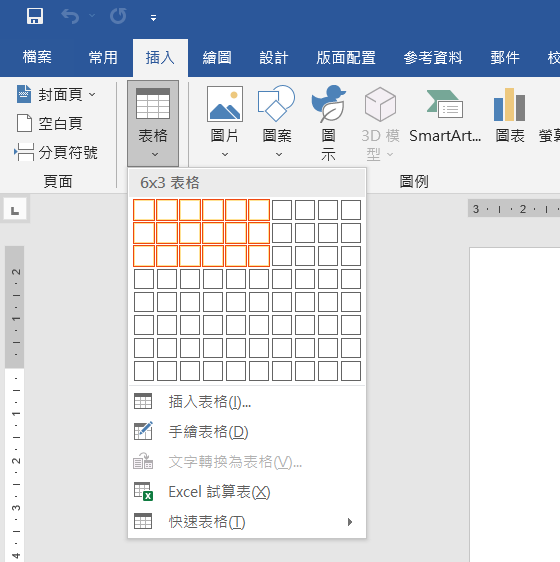 檔案 常用 插入 繪圖 設計 版面配置 參考資料 郵件
封面頁
空白頁
分頁符號
頁面
表格
圖片
圖案
圖
示
3D 模
型
SmartArt...
圖表
圖例
6x3 表格
插入表格(I)...
手繪表格(D)
文字轉換為表格(V)...
Excel 試算表(X)
快速表格(T)
3 2
2
1
1
2
3
4